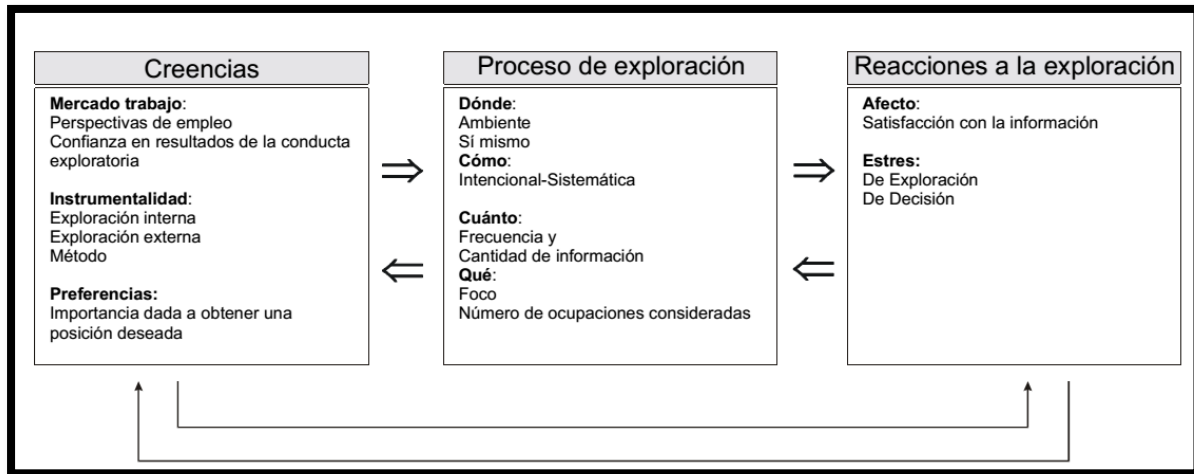 Creencias
Mercado trabajo:
Perspectivas de empleo
Confianza en resultados de la conducta
exploratoria
Instrumentalidad:
Exploración interna
Exploración externa
Método
Preferencias:
Importancia dada a obtener una
posición deseada
Proceso de exploración
Dónde:
Ambiente
Sí mismo
Cómo:
Intencional-Sistemática
Cuánto:
Frecuencia y
Cantidad de información
Qué:
Foco
Número de ocupaciones consideradas
Reacciones a la exploración
Afecto:
Satisfacción con la información
Estres:
De Exploración
De Decisión